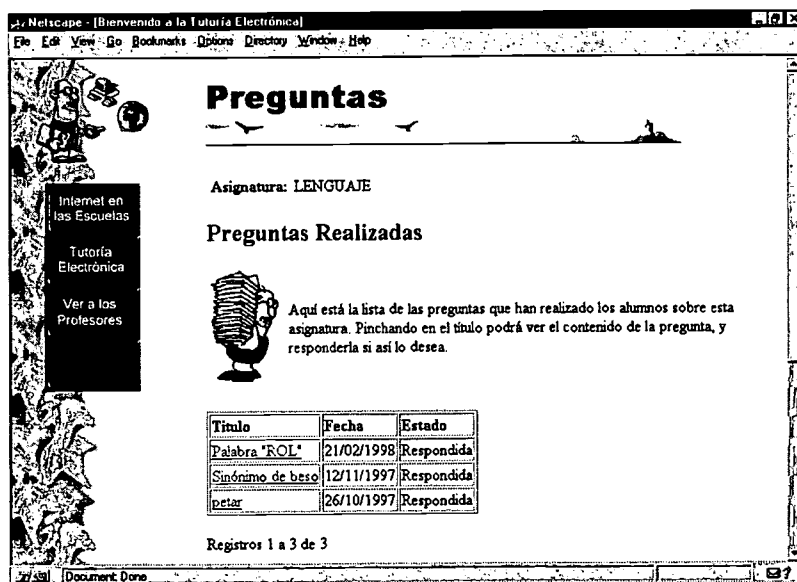 Netscape - [Bienvenido a la Tutoría Electrónica]
File Edit View Go Bookmarks Options Directory Window Help
Preguntas
Asignatura: LENGUAJE
Internet en
las Escuelas
Tutoría
Electrónica
Ver a los
Profesores
Preguntas Realizadas
Aquí está la lista de las preguntas que han realizado los alumnos sobre esta
asignatura. Pinchando en el título podrá ver el contenido de la pregunta, y
responderla si así lo desea.
Titulo Fecha Estado
Palabra "ROL" 21/02/1998 Respondida
Sinónimo de beso 12/11/1997 Respondida
petar 26/10/1997 Respondida
Registros 1 a 3 de 3
Document: Done